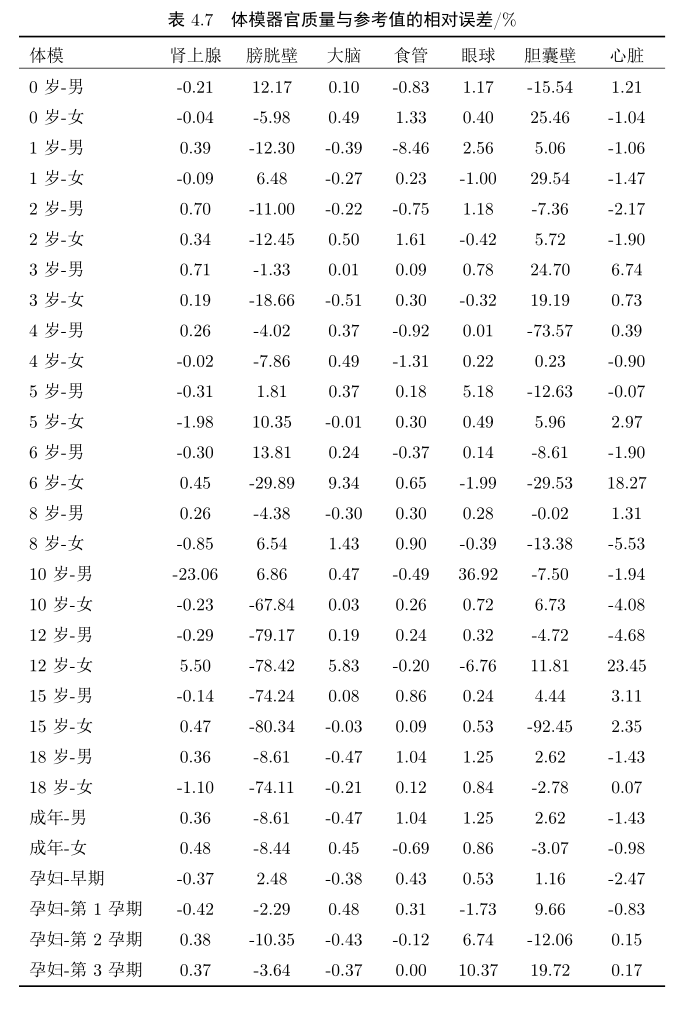 表 4.7 体模器官质量与参考值的相对误差/%
体模 肾上腺 膀胱壁 大脑 食管 眼球 胆囊壁 心脏
0 岁-男 -0.21 12.17 0.10 -0.83 1.17 -15.54 1.21
0 岁-女 -0.04 -5.98 0.49 1.33 0.40 25.46 -1.04
1 岁-男 0.39 -12.30 -0.39 -8.46 2.56 5.06 -1.06
1 岁-女 -0.09 6.48 -0.27 0.23 -1.00 29.54 -1.47
2 岁-男 0.70 -11.00 -0.22 -0.75 1.18 -7.36 -2.17
2 岁-女 0.34 -12.45 0.50 1.61 -0.42 5.72 -1.90
3 岁-男 0.71 -1.33 0.01 0.09 0.78 24.70 6.74
3 岁-女 0.19 -18.66 -0.51 0.30 -0.32 19.19 0.73
4 岁-男 0.26 -4.02 0.37 -0.92 0.01 -73.57 0.39
4 岁-女 -0.02 -7.86 0.49 -1.31 0.22 0.23 -0.90
5 岁-男 -0.31 1.81 0.37 0.18 5.18 -12.63 -0.07
5 岁-女 -1.98 10.35 -0.01 0.30 0.49 5.96 2.97
6 岁-男 -0.30 13.81 0.24 -0.37 0.14 -8.61 -1.90
6 岁-女 0.45 -29.89 9.34 0.65 -1.99 -29.53 18.27
8 岁-男 0.26 -4.38 -0.30 0.30 0.28 -0.02 1.31
8 岁-女 -0.85 6.54 1.43 0.90 -0.39 -13.38 -5.53
10 岁-男 -23.06 6.86 0.47 -0.49 36.92 -7.50 -1.94
10 岁-女 -0.23 -67.84 0.03 0.26 0.72 6.73 -4.08
12 岁-男 -0.29 -79.17 0.19 0.24 0.32 -4.72 -4.68
12 岁-女 5.50 -78.42 5.83 -0.20 -6.76 11.81 23.45
15 岁-男 -0.14 -74.24 0.08 0.86 0.24 4.44 3.11
15 岁-女 0.47 -80.34 -0.03 0.09 0.53 -92.45 2.35
18 岁-男 0.36 -8.61 -0.47 1.04 1.25 2.62 -1.43
18 岁-女 -1.10 -74.11 -0.21 0.12 0.84 -2.78 0.07
成年-男 0.36 -8.61 -0.47 1.04 1.25 2.62 -1.43
成年-女 0.48 -8.44 0.45 -0.69 0.86 -3.07 -0.98
孕妇-早期 -0.37 2.48 -0.38 0.43 0.53 1.16 -2.47
孕妇-第 1 孕期 -0.42 -2.29 0.48 0.31 -1.73 9.66 -0.83
孕妇-第 2 孕期 0.38 -10.35 -0.43 -0.12 6.74 -12.06 0.15
孕妇-第 3 孕期 0.37 -3.64 -0.37 0.00 10.37 19.72 0.17